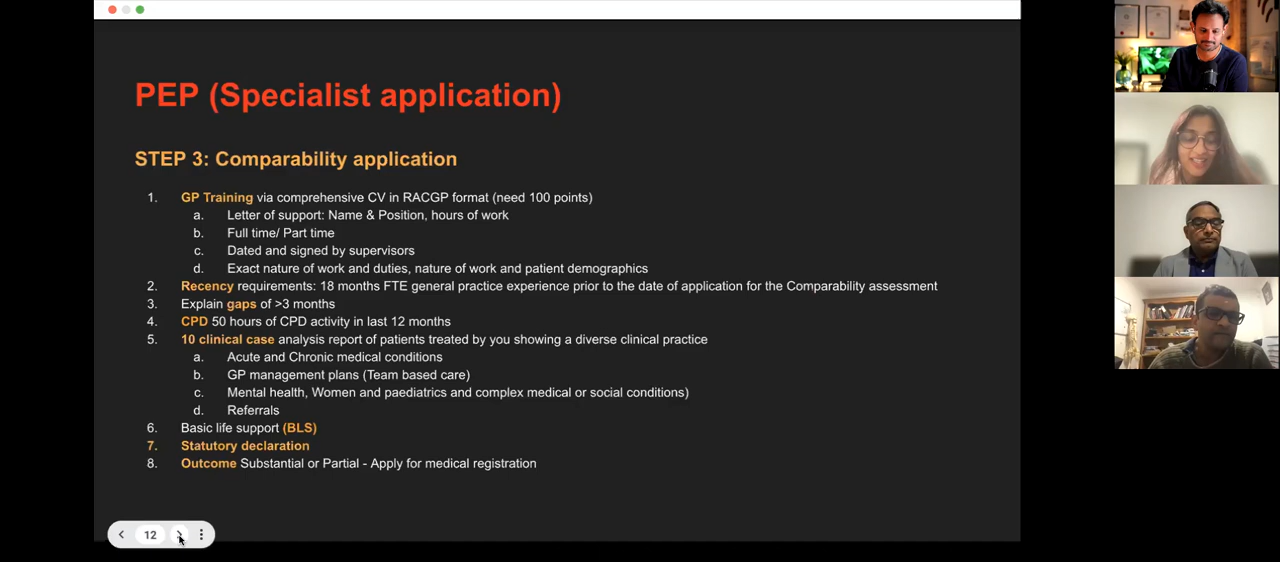 PEP (Specialist application)
STEP 3: Comparability application
1. GP Training via comprehensive CV in RACGP format (need 100 points)
a. Letter of support: Name & Position, hours of work
b. Full time/ Part time
c. Dated and signed by supervisors
d. Exact nature of work and duties, nature of work and patient demographics
2. Recency requirements: 18 months FTE general practice experience prior to the date of application for the Comparability assessment
3. Explain gaps of >3 months
4. CPD 50 hours of CPD activity in last 12 months
5. 10 clinical case analysis report of patients treated by you showing a diverse clinical practice
a. Acute and Chronic medical conditions
b. GP management plans (Team based care)
c. Mental health, Women and paediatrics and complex medical or social conditions)
d. Referrals
6. Basic life support (BLS)
7. Statutory declaration
8. Outcome Substantial or Partial - Apply for medical registration
12